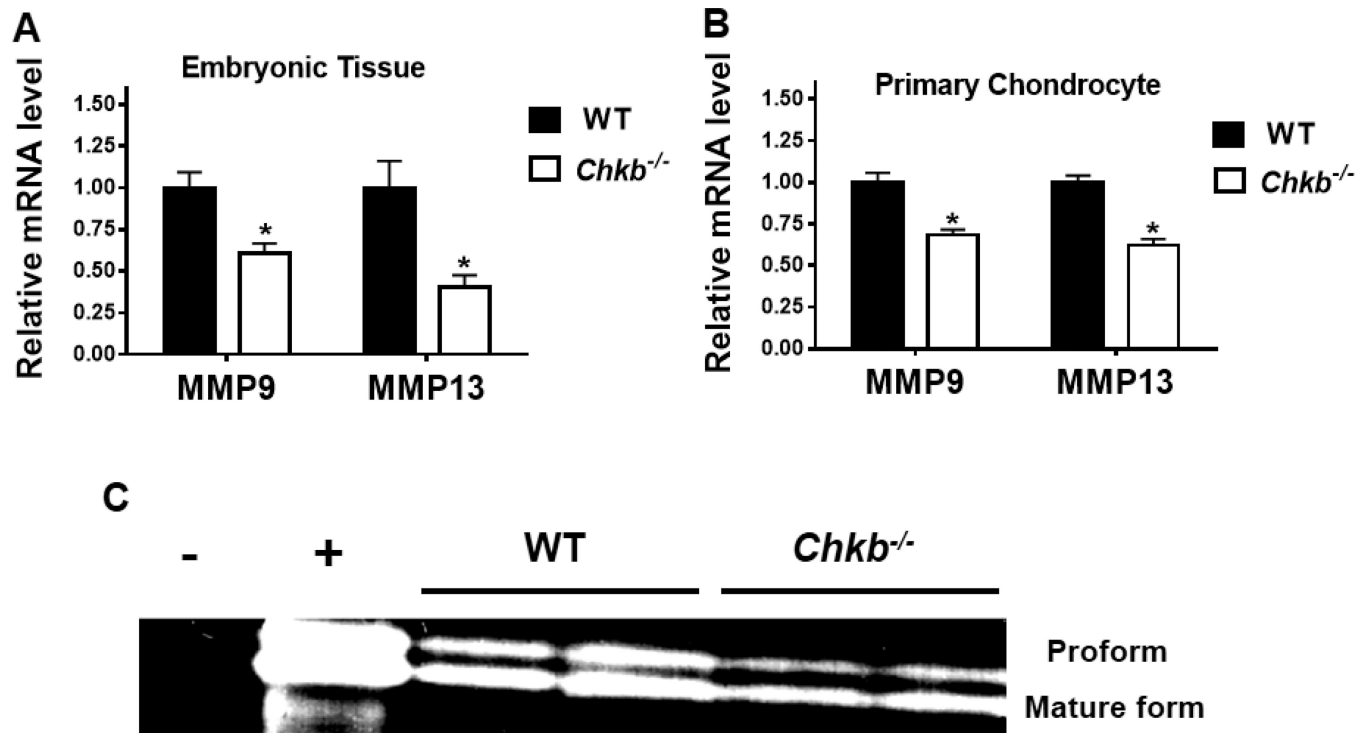 A
Embryonic Tissue
Relative mRNA level
1.50
1.25
1.00
0.75
0.50
0.25
0.00
* *
MMP9 MMP13
WT
Chkb-/-
B
Primary Chondrocyte
Relative mRNA level
1.50
1.25
1.00
0.75
0.50
0.25
0.00
* *
MMP9 MMP13
WT
Chkb-/-
C
- + WT Chkb-/-
Proform
Mature form